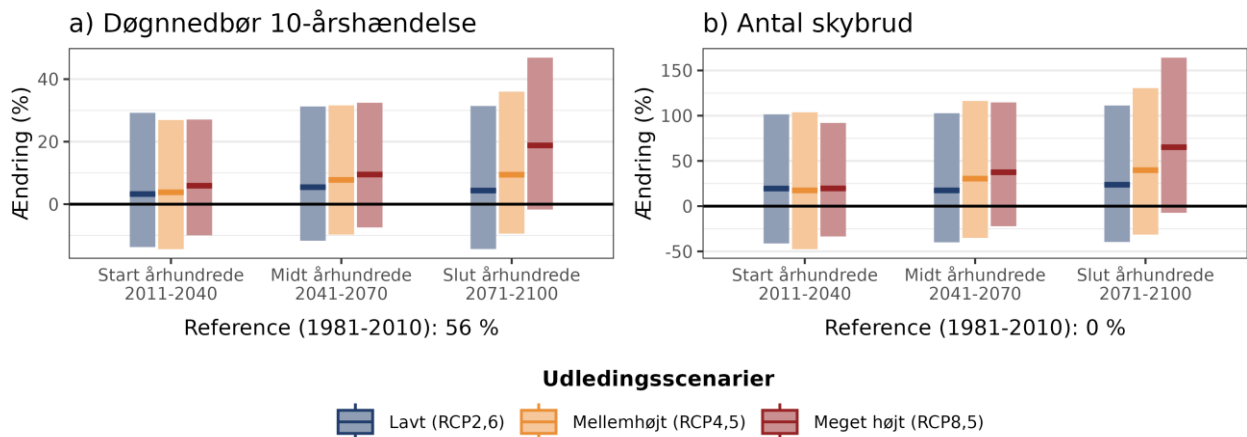 a) Døgnnedbør 10-årshændelse
Ændring (%)
40
20
0
Start århundrede
2011-2040
Midt århundrede
2041-2070
Slut århundrede
2071-2100
Reference (1981-2010): 56 %
b) Antal skybrud
Ændring (%)
150
100
50
0
-50
Start århundrede
2011-2040
Midt århundrede
2041-2070
Slut århundrede
2071-2100
Reference (1981-2010): 0 %
Udledingsscenarier
Lavt (RCP2,6)
Mellemhøjt (RCP4,5)
Meget højt (RCP8,5)